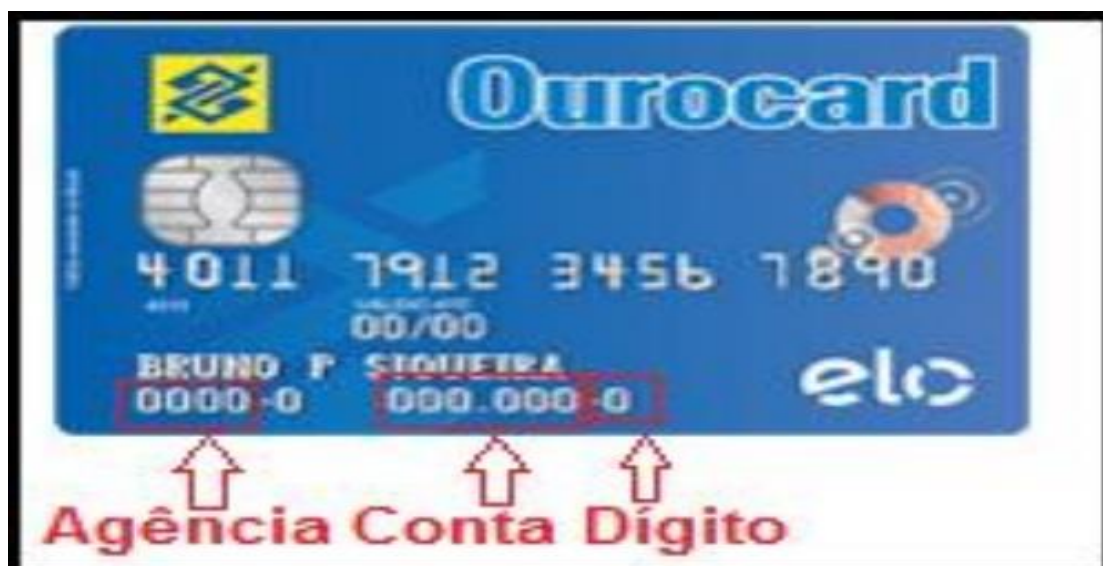 Ourocard
4011 7912 3456 7890
00/00
BRUNO F SIQUEIRA
0000-0 000.000-0
elo
Agência Conta Dígito